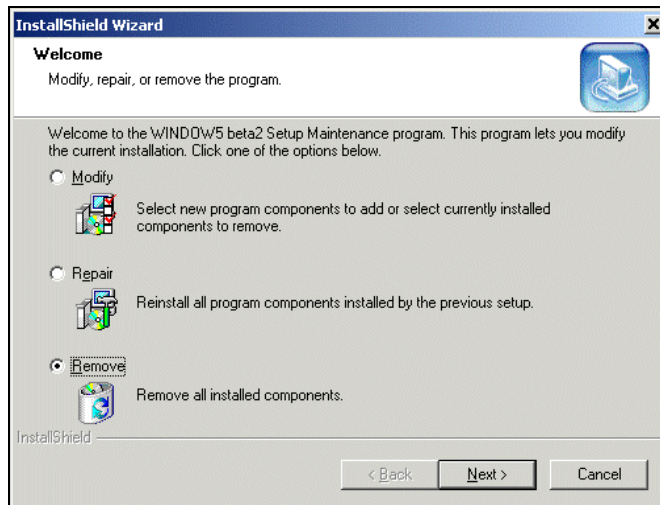 InstallShield Wizard
Welcome
Modify, repair, or remove the program.
Welcome to the WINDOW5 beta2 Setup Maintenance program. This program lets you modify
the current installation. Click one of the options below.
Modify
Select new program components to add or select currently installed
components to remove.
Repair
Reinstall all program components installed by the previous setup.
Remove
Remove all installed components.
InstallShield
< Back Next > Cancel